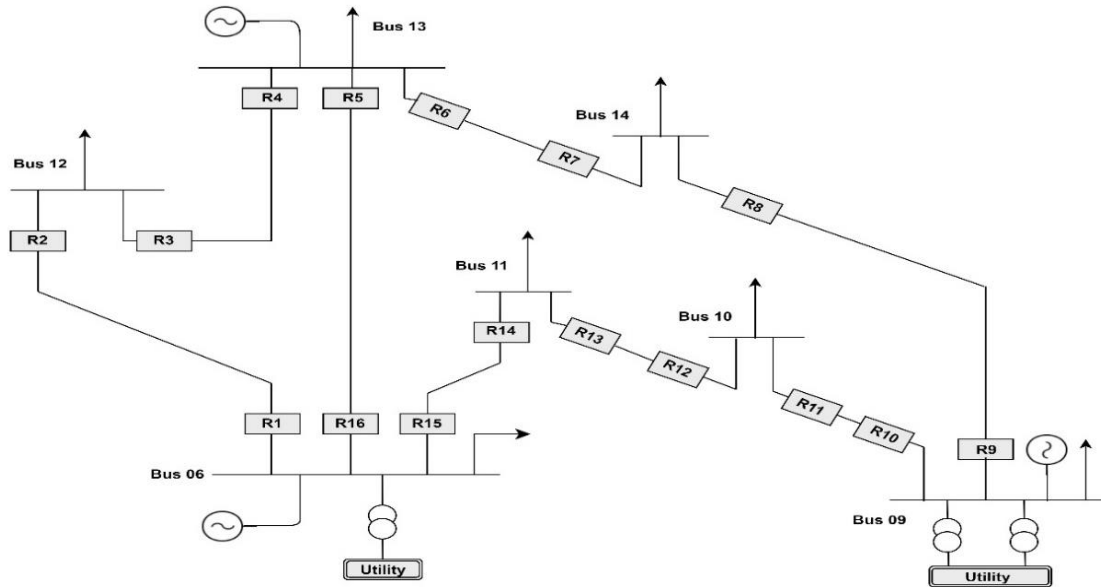 Bus 13
R4
R5
R6
Bus 14
R7
Bus 12
R8
R2
R3
Bus 11
R14
R13
Bus 10
R12
R11
R10
R1
R16
R15
R9
Bus 06
Bus 09
Utility
Utility